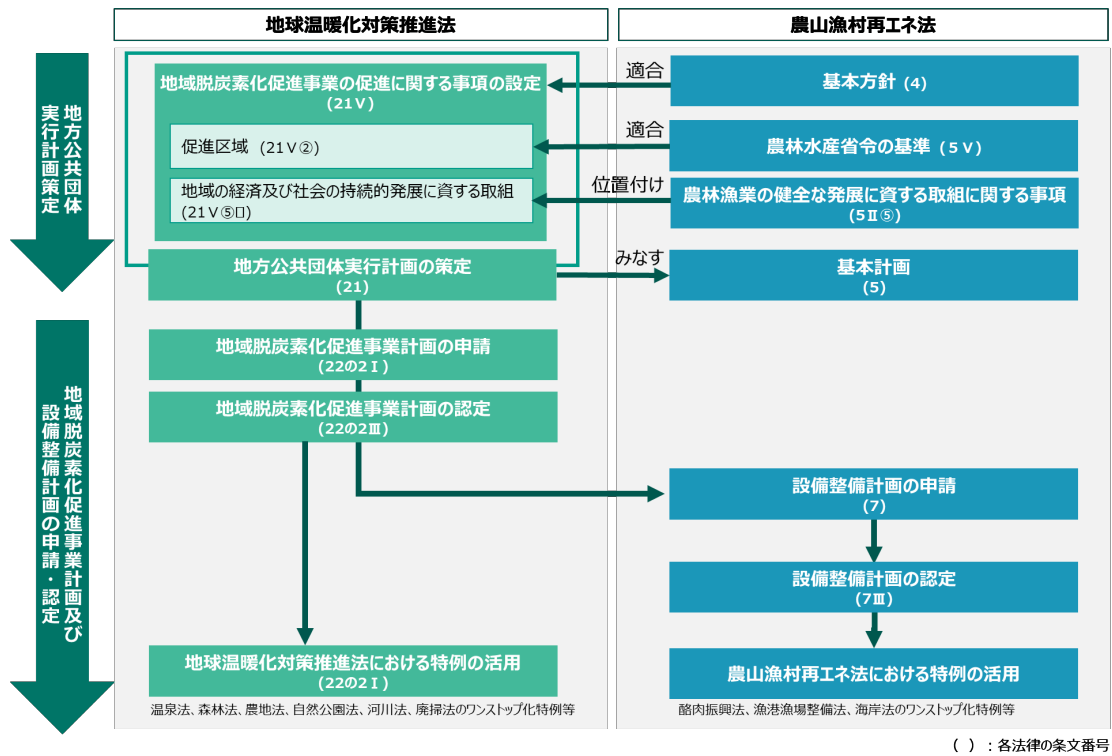 地球温暖化対策推進法
農山漁村再エネ法
地方公共団体
実行計画策定
地域脱炭素化促進事業の促進に関する事項の設定
(21Ⅴ)
促進区域 (21Ⅴ②)
地域の経済及び社会の持続的発展に資する取組
(21Ⅴ⑤▯)
適合
基本方針 (4)
適合
農林水産省令の基準 (5Ⅴ)
位置付け
農林漁業の健全な発展に資する取組に関する事項
(5Ⅱ⑤)
地方公共団体実行計画の策定
(21)
みなす
基本計画
(5)
地域脱炭素化促進事業計画及び
設備整備計画の申請・認定
地域脱炭素化促進事業計画の申請
(22の2Ⅰ)
地域脱炭素化促進事業計画の認定
(22の2Ⅲ)
設備整備計画の申請
(7)
設備整備計画の認定
(7Ⅲ)
地球温暖化対策推進法における特例の活用
(22の2Ⅰ)
農山漁村再エネ法における特例の活用
温泉法、森林法、農地法、自然公園法、河川法、廃掃法のワンストップ化特例等
酪肉振興法、漁港漁場整備法、海岸法のワンストップ化特例等
( ) ：各法律の条文番号